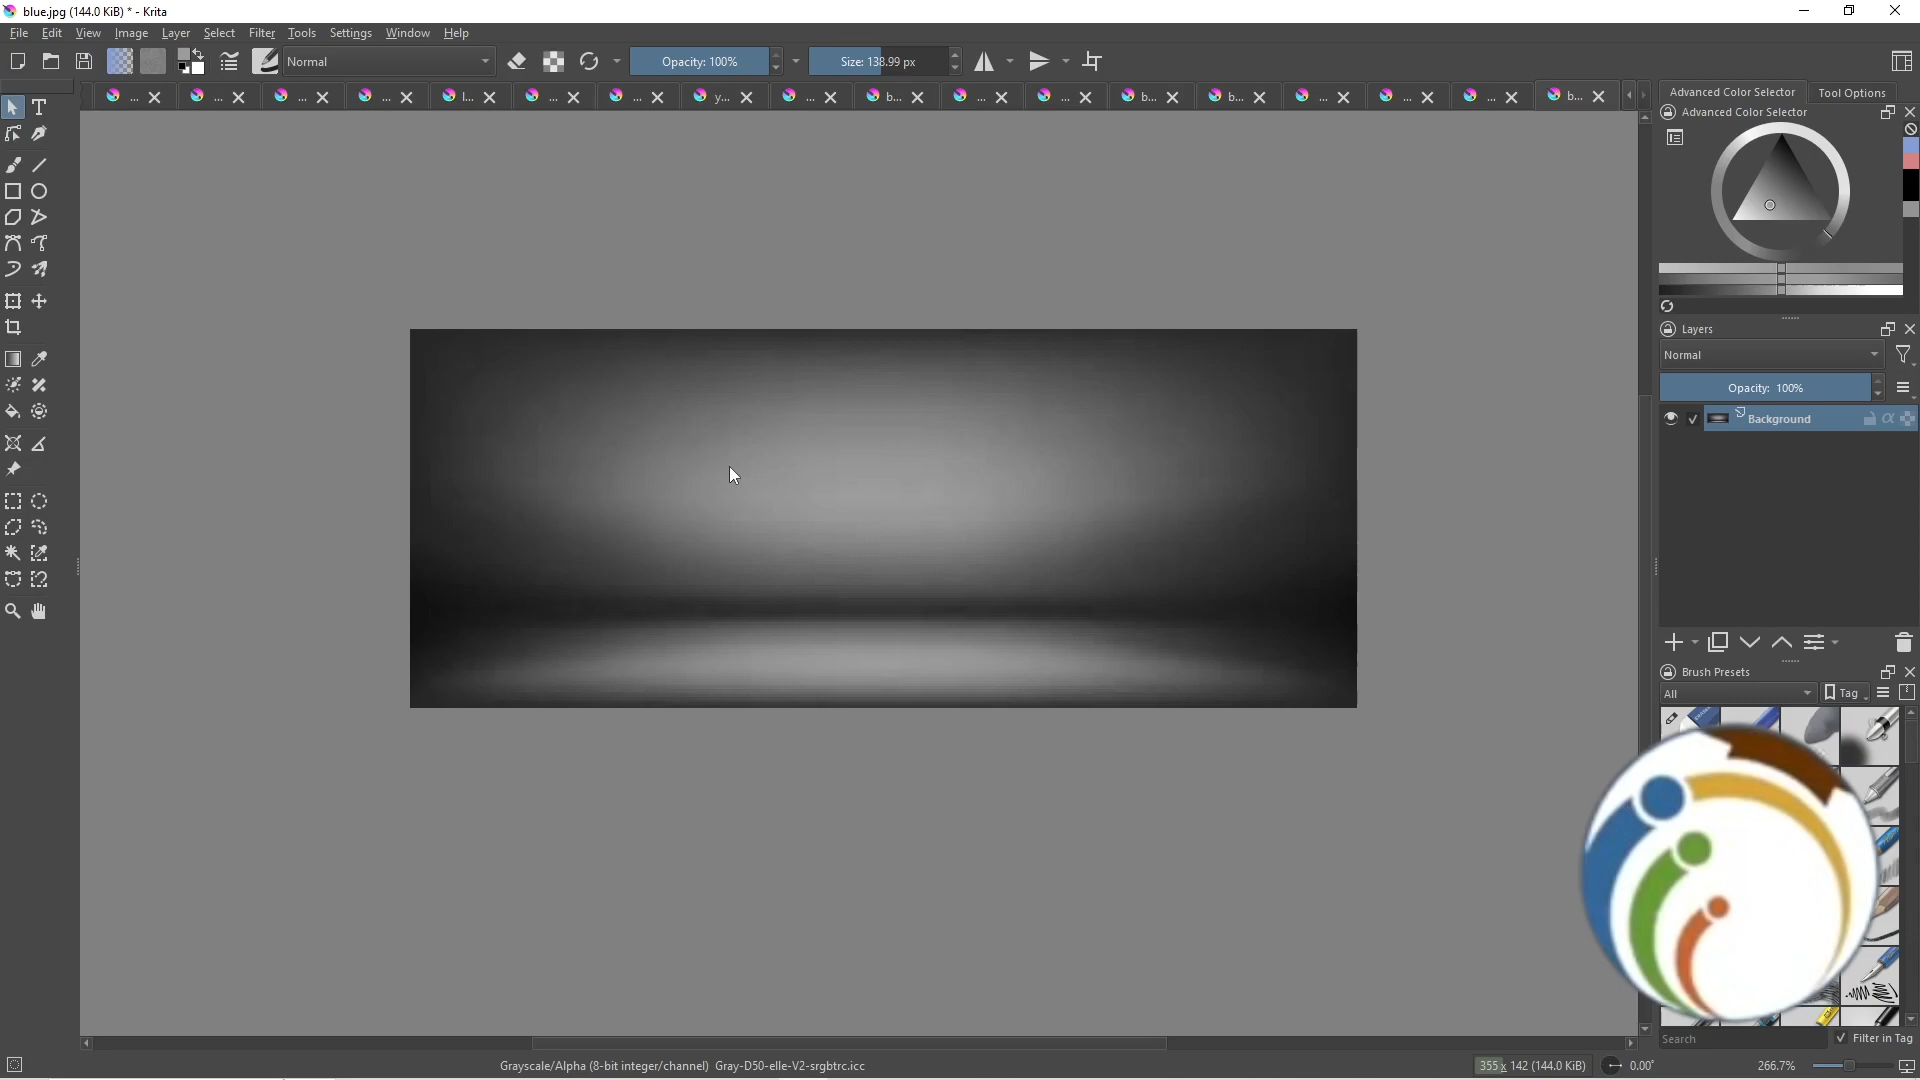 blue.jpg (144.0 KiB) * - Krita
File Edit View Image Layer Select Filter Tools Settings Window Help
Normal
Opacity: 100%
Size: 138.99 px
... ... ... ... l... ... ... y... ... b... ... ... b... b... ... ... ... b...
Advanced Color Selector Tool Options
Advanced Color Selector
Layers
Normal
Opacity: 100%
Background
Brush Presets
All Tag
Search Filter in Tag
Grayscale/Alpha (8-bit integer/channel) Gray-D50-elle-V2-srgbtrc.icc
355 x 142 (144.0 KiB)
0.00°
266.7%